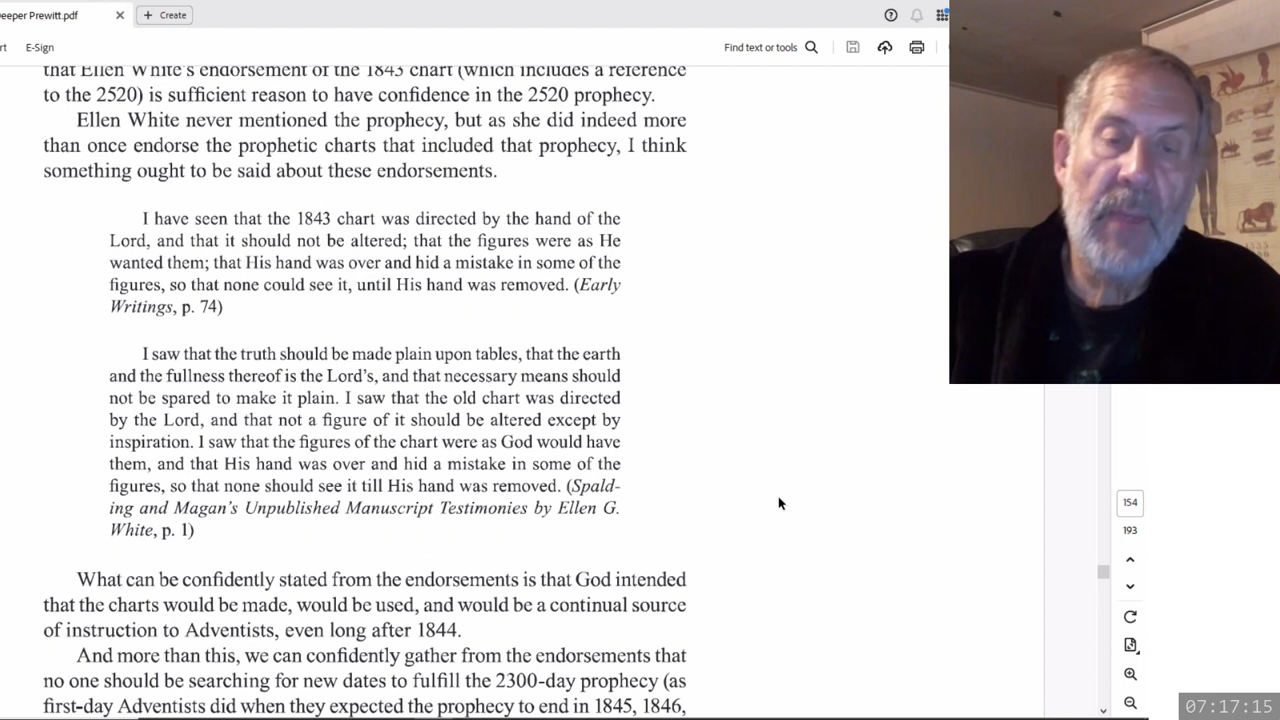 eeper Prewitt.pdf
Create
rt
E-Sign
Find text or tools
that Ellen White's endorsement of the 1843 chart (which includes a reference
to the 2520) is sufficient reason to have confidence in the 2520 prophecy.
Ellen White never mentioned the prophecy, but as she did indeed more
than once endorse the prophetic charts that included that prophecy, I think
something ought to be said about these endorsements.
I have seen that the 1843 chart was directed by the hand of the
Lord, and that it should not be altered; that the figures were as He
wanted them; that His hand was over and hid a mistake in some of the
figures, so that none could see it, until His hand was removed. (Early
Writings, p. 74)
I saw that the truth should be made plain upon tables, that the earth
and the fullness thereof is the Lord's, and that necessary means should
not be spared to make it plain. I saw that the old chart was directed
by the Lord, and that not a figure of it should be altered except by
inspiration. I saw that the figures of the chart were as God would have
them, and that His hand was over and hid a mistake in some of the
figures, so that none should see it till His hand was removed. (Spald-
ing and Magan's Unpublished Manuscript Testimonies by Ellen G.
White, p. 1)
What can be confidently stated from the endorsements is that God intended
that the charts would be made, would be used, and would be a continual source
of instruction to Adventists, even long after 1844.
And more than this, we can confidently gather from the endorsements that
no one should be searching for new dates to fulfill the 2300-day prophecy (as
first-day Adventists did when they expected the prophecy to end in 1845, 1846,
154
193
07:17:15